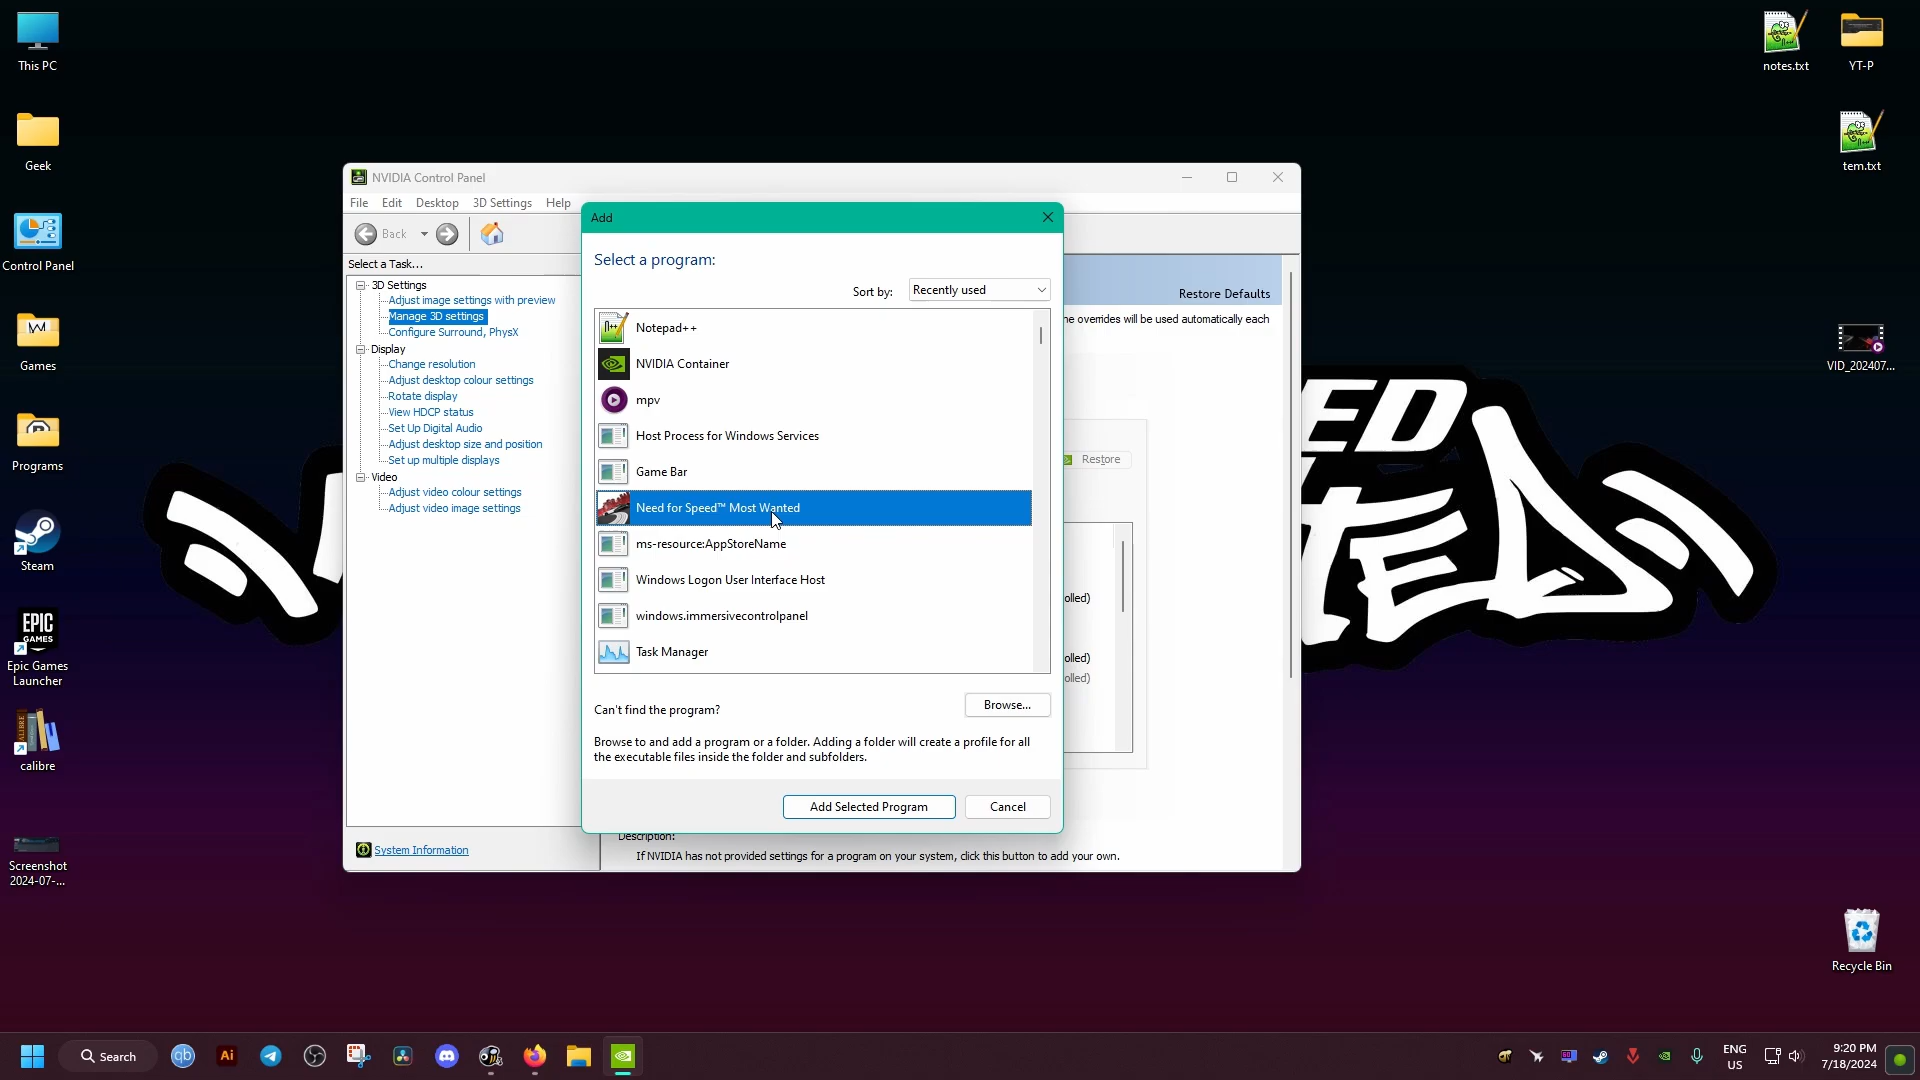 This PC
Geek
Control Panel
Games
Programs
Steam
EPIC
GAMES
Epic Games
Launcher
CALIBRE
calibre
Screenshot
2024-07-...
notes.txt
YT-P
tem.txt
VID_202407...
Recycle Bin
NVIDIA Control Panel
File Edit Desktop 3D Settings Help
Back
Select a Task...
3D Settings
Adjust image settings with preview
Manage 3D settings
Configure Surround, PhysX
Display
Change resolution
Adjust desktop colour settings
Rotate display
View HDCP status
Set Up Digital Audio
Adjust desktop size and position
Set up multiple displays
Video
Adjust video colour settings
Adjust video image settings
System Information
Restore Defaults
overrides will be used automatically each
Restore
olled)
olled)
olled)
Description:
If NVIDIA has not provided settings for a program on your system, click this button to add your own.
Add
Select a program:
Sort by: Recently used
Notepad++
NVIDIA Container
mpv
Host Process for Windows Services
Game Bar
Need for Speed™ Most Wanted
ms-resource:AppStoreName
Windows Logon User Interface Host
windows.immersivecontrolpanel
Task Manager
Can't find the program?
Browse...
Browse to and add a program or a folder. Adding a folder will create a profile for all
the executable files inside the folder and subfolders.
Add Selected Program
Cancel
ED
TED
Search
qb
Ai
ENG
US
9:20 PM
7/18/2024